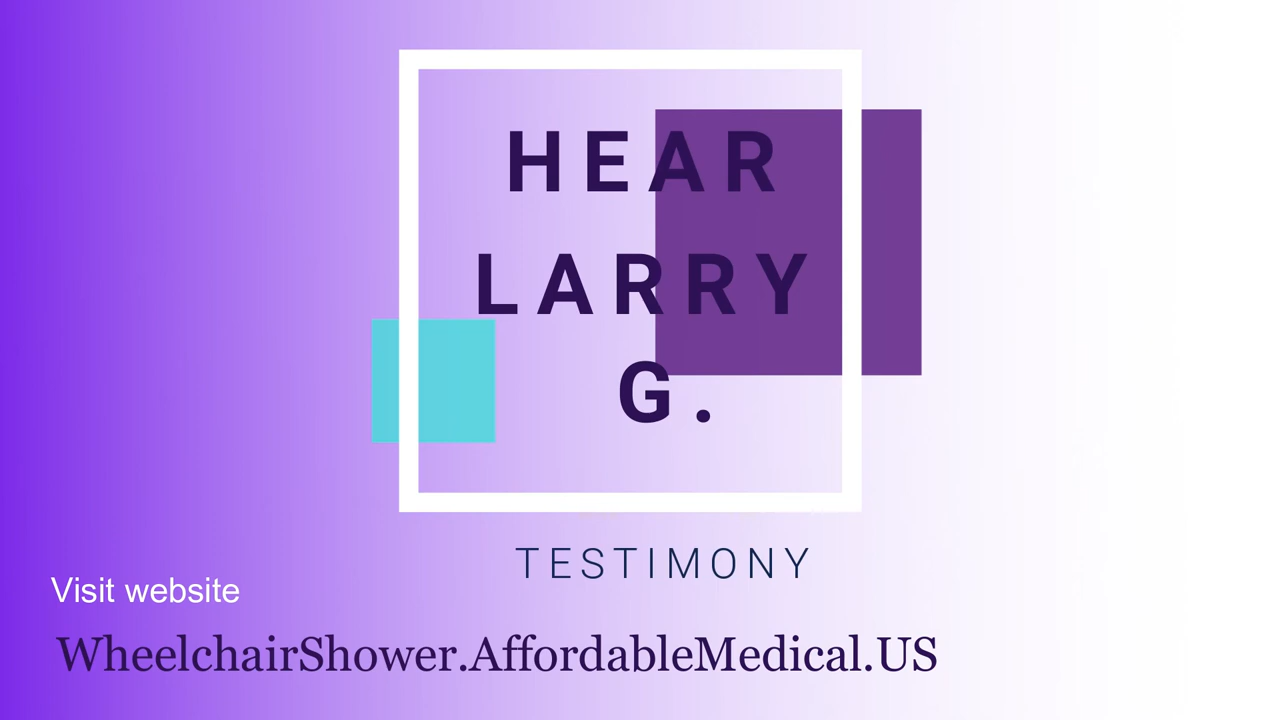 HEAR
LARRY
G.
TESTIMONY
Visit website
WheelchairShower.AffordableMedical.US